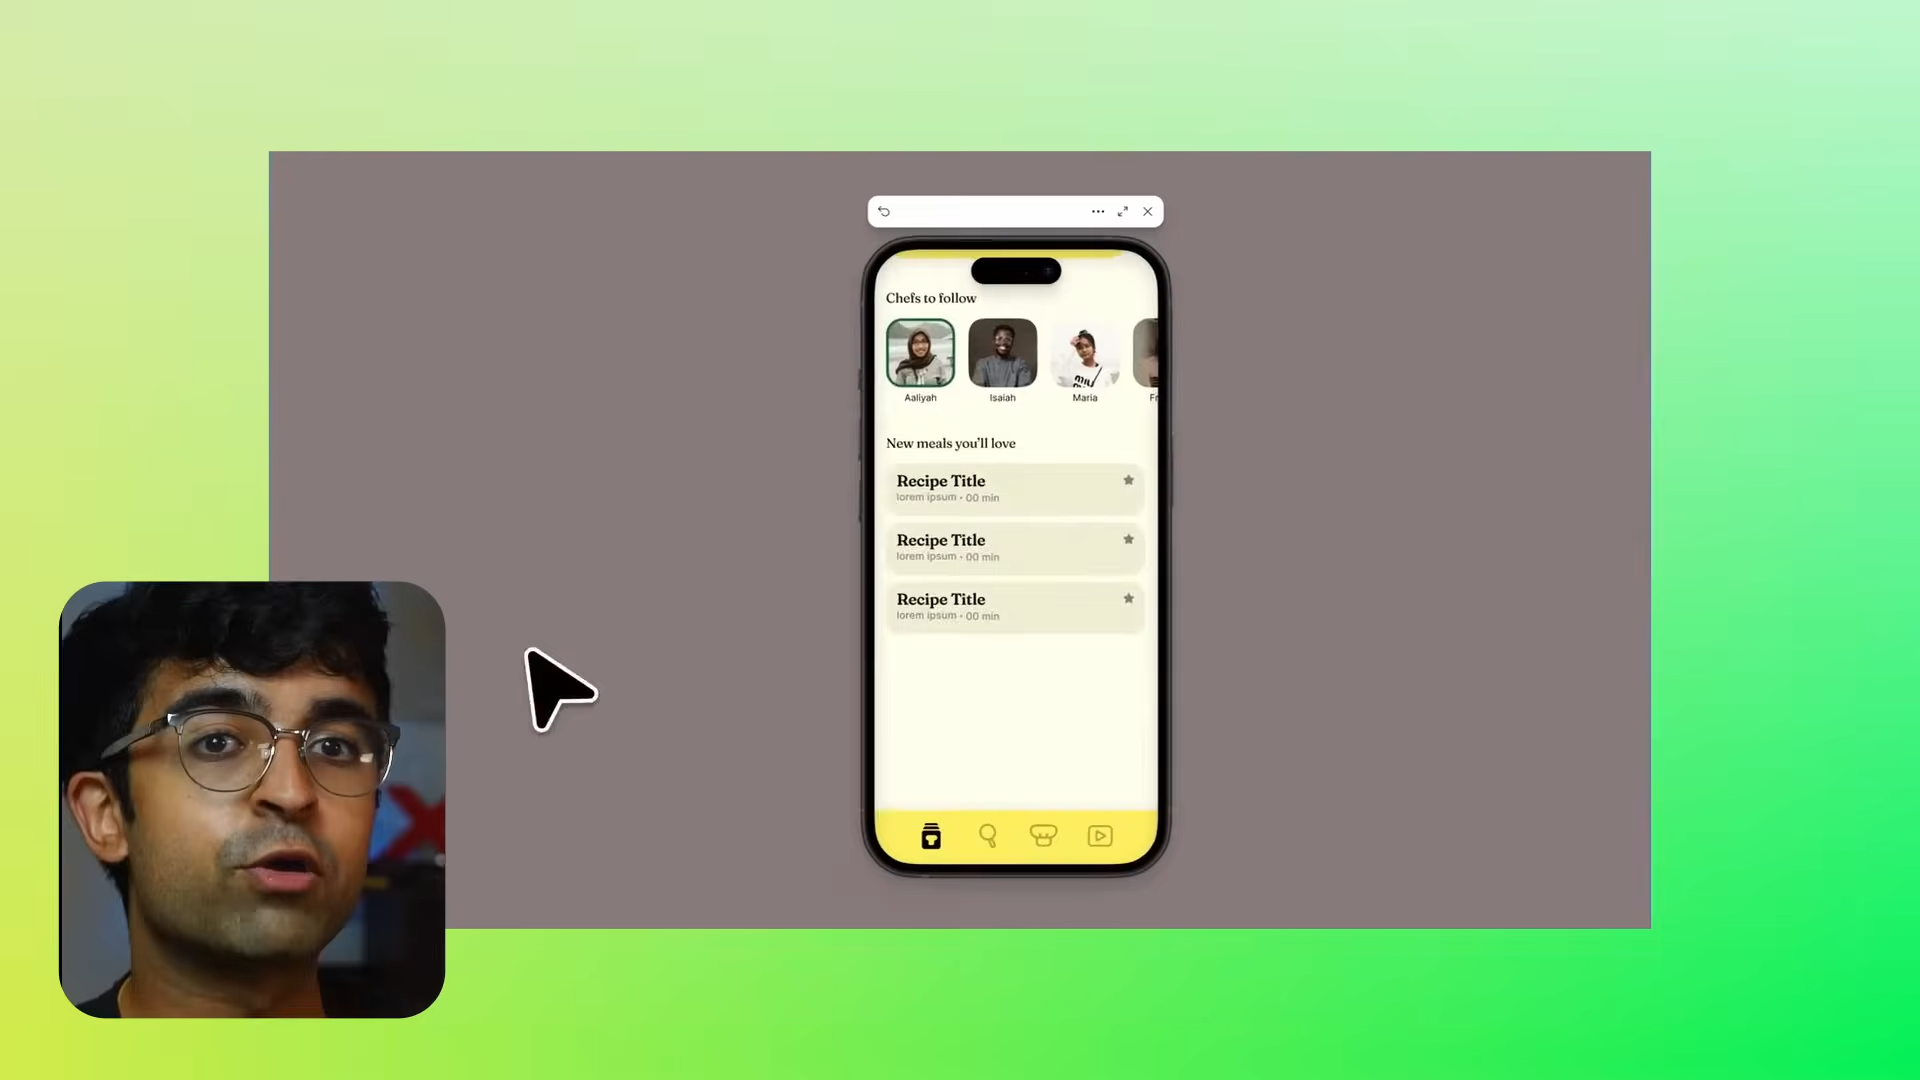 Chefs to follow
Aaliyah Isaiah Maria Fr
New meals you'll love
Recipe Title
lorem ipsum • 00 min
Recipe Title
lorem ipsum • 00 min
Recipe Title
lorem ipsum • 00 min